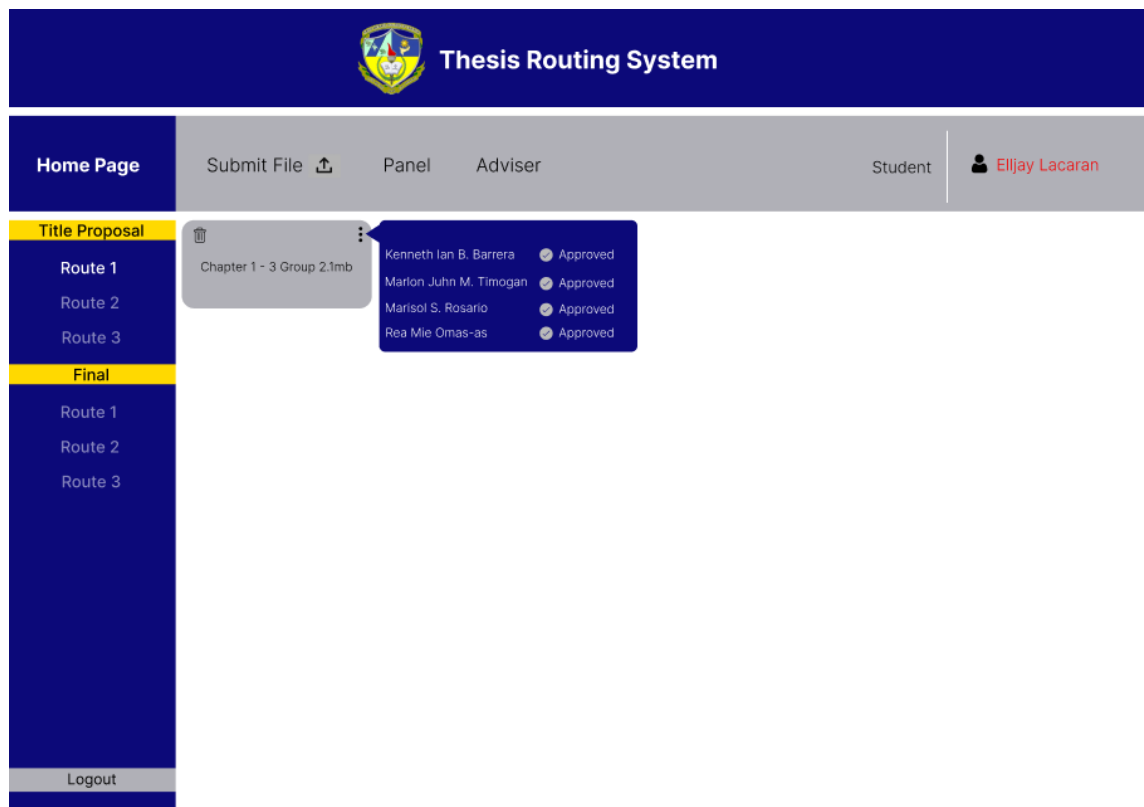 Thesis Routing System
Home Page
Submit File
Panel
Adviser
Student
Elljay Lacaran
Title Proposal
Route 1
Route 2
Route 3
Final
Route 1
Route 2
Route 3
Logout
Chapter 1 - 3 Group 2.1mb
Kenneth Ian B. Barrera Approved
Marlon Juhn M. Timogan Approved
Marisol S. Rosario Approved
Rea Mie Omas-as Approved